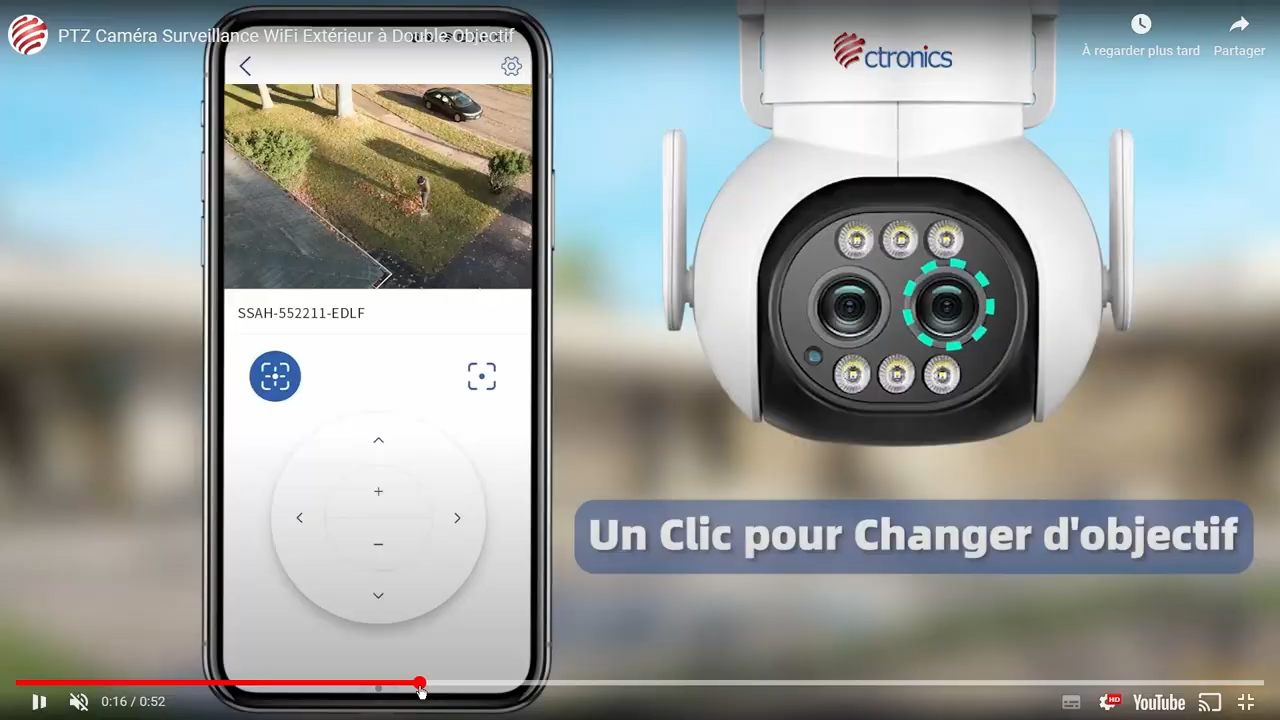 PTZ Caméra Surveillance WiFi Extérieur à Double Objectif
À regarder plus tard
Partager
ctronics
SSAH-552211-EDLF
Un Clic pour Changer d'objectif
0:16 / 0:52
HD
YouTube